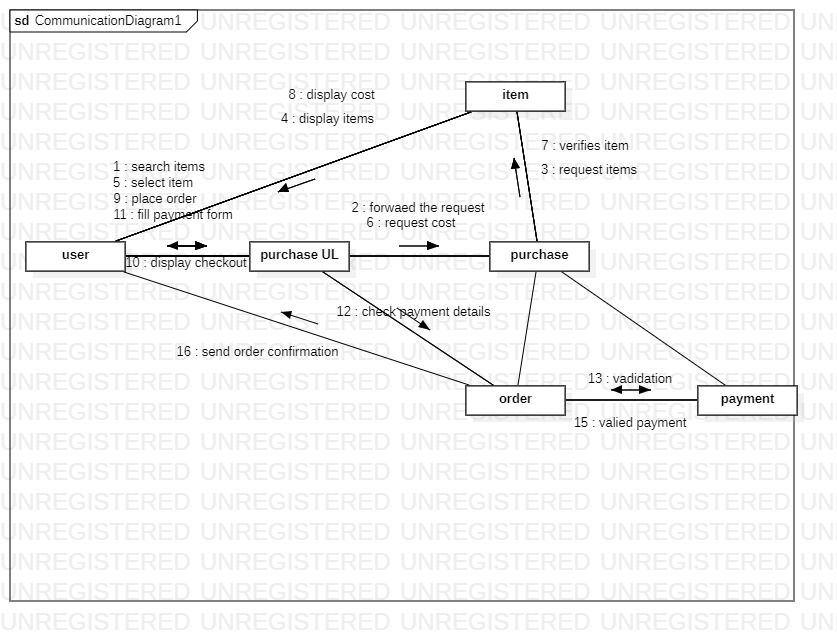 sd CommunicationDiagram1
8 : display cost
item
4 : display items
7 : verifies item
3 : request items
1 : search items
5 : select item
9 : place order
11 : fill payment form
2 : forwaed the request
6 : request cost
user
purchase UL
purchase
10 : display checkout
12 : check payment details
16 : send order confirmation
13 : vadidation
order
payment
15 : valied payment
UNREGISTERED